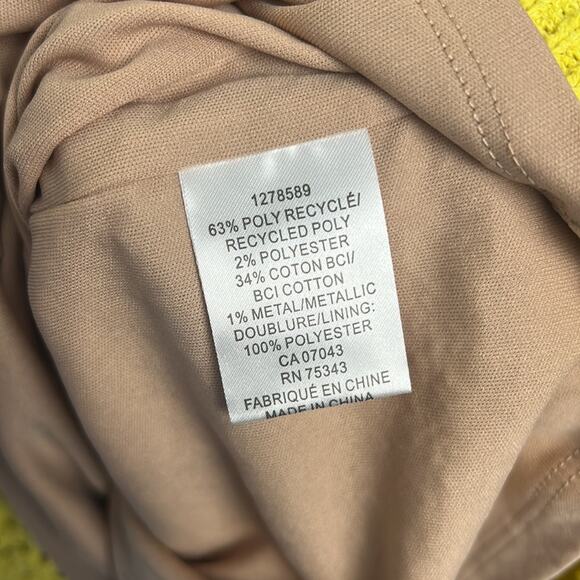 1278589
63% POLY RECYCLÉ/
RECYCLED POLY
2% POLYESTER
34% COTON BCI/
BCI COTTON
1% METAL/METALLIC
DOUBLURE/LINING:
100% POLYESTER
CA 07043
RN 75343
FABRIQUÉ EN CHINE
MADE IN CHINA